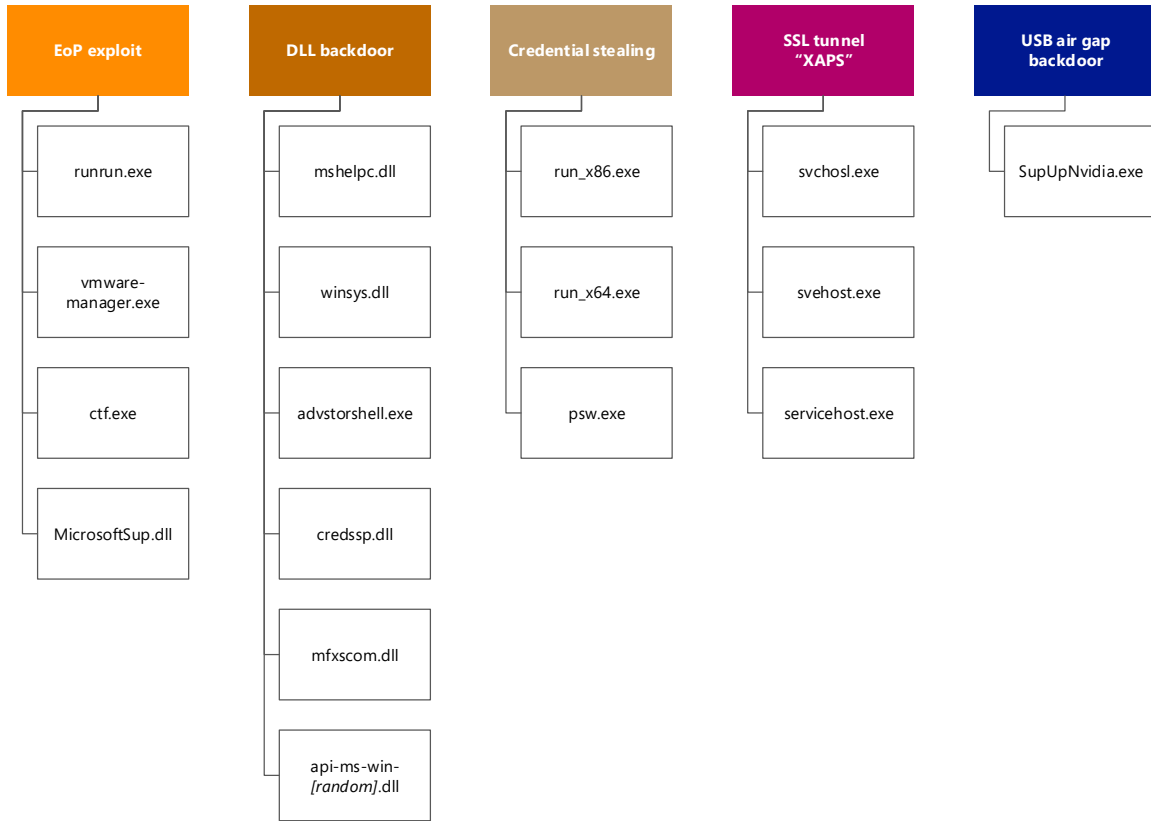 EoP exploit
runrun.exe
vmware-
manager.exe
ctf.exe
MicrosoftSup.dll
DLL backdoor
mshelpc.dll
winsys.dll
advstorshell.exe
credssp.dll
mfxscom.dll
api-ms-win-
[random].dll
Credential stealing
run_x86.exe
run_x64.exe
psw.exe
SSL tunnel
“XAPS”
svchosl.exe
svehost.exe
servicehost.exe
USB air gap
backdoor
SupUpNvidia.exe